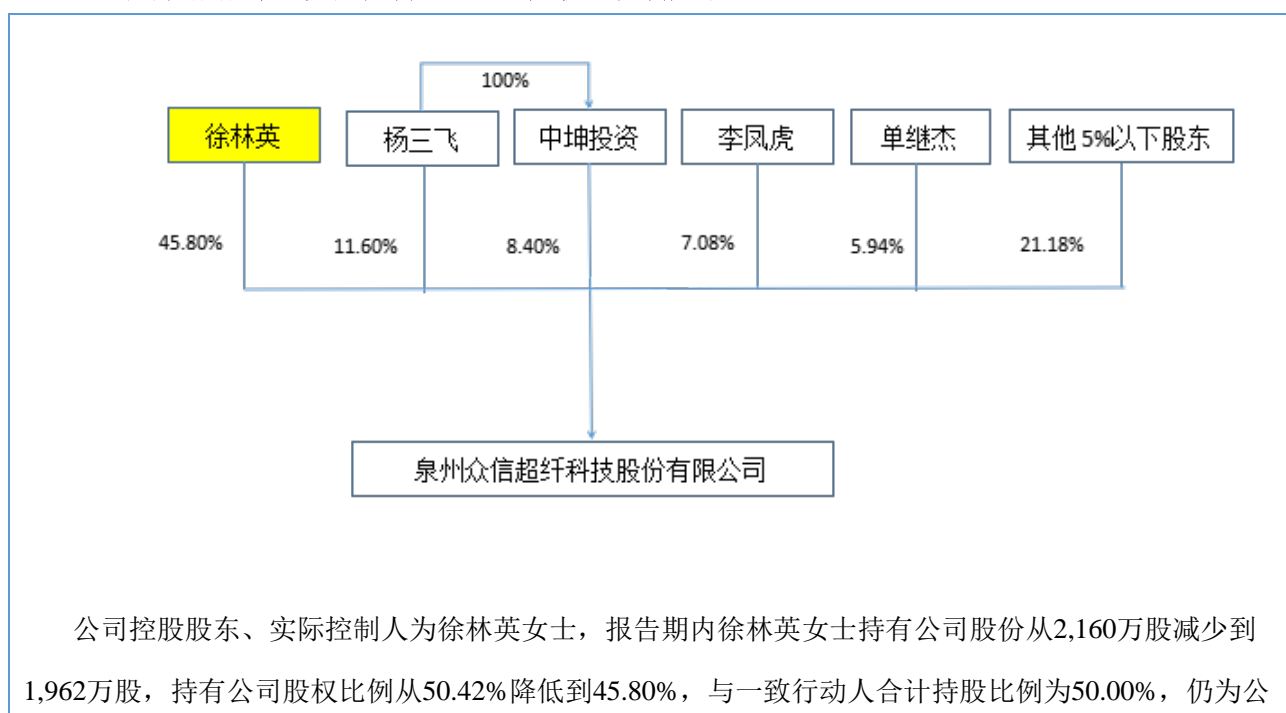 100%
徐林英
杨三飞
中坤投资
李凤虎
单继杰
其他 5%以下股东
45.80%
11.60%
8.40%
7.08%
5.94%
21.18%
泉州众信超纤科技股份有限公司
公司控股股东、实际控制人为徐林英女士，报告期内徐林英女士持有公司股份从2,160万股减少到
1,962万股，持有公司股权比例从50.42%降低到45.80%，与一致行动人合计持股比例为50.00%，仍为公